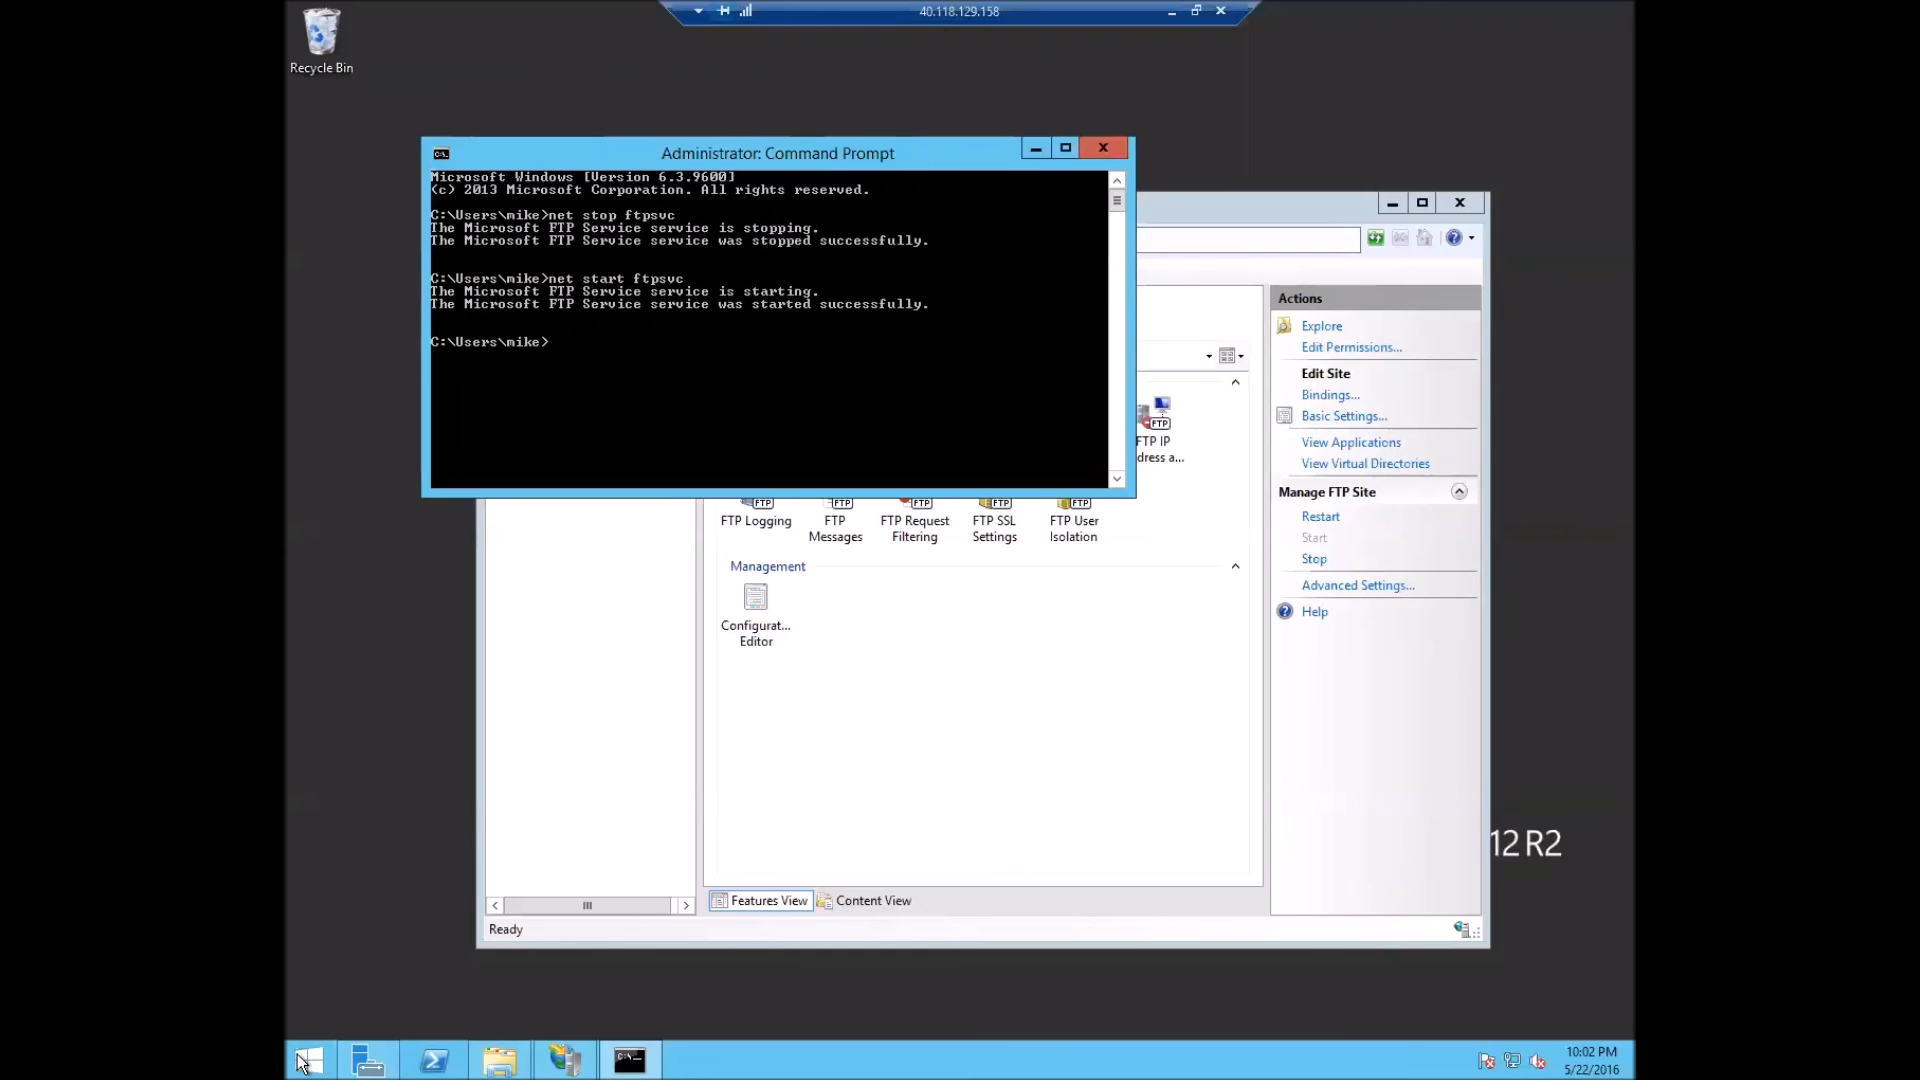 40.118.129.158
Recycle Bin
Administrator: Command Prompt
Microsoft Windows [Version 6.3.9600]
(c) 2013 Microsoft Corporation. All rights reserved.
C:\Users\mike>net stop ftpsvc
The Microsoft FTP Service service is stopping.
The Microsoft FTP Service service was stopped successfully.
C:\Users\mike>net start ftpsvc
The Microsoft FTP Service service is starting.
The Microsoft FTP Service service was started successfully.
C:\Users\mike>
FTP
FTP IP
dress a...
FTP FTP FTP FTP FTP
FTP Logging
FTP
Messages
FTP Request
Filtering
FTP SSL
Settings
FTP User
Isolation
Management
Configurat...
Editor
Actions
Explore
Edit Permissions...
Edit Site
Bindings...
Basic Settings...
View Applications
View Virtual Directories
Manage FTP Site
Restart
Start
Stop
Advanced Settings...
Help
Features View
Content View
Ready
12 R2
10:02 PM
5/22/2016